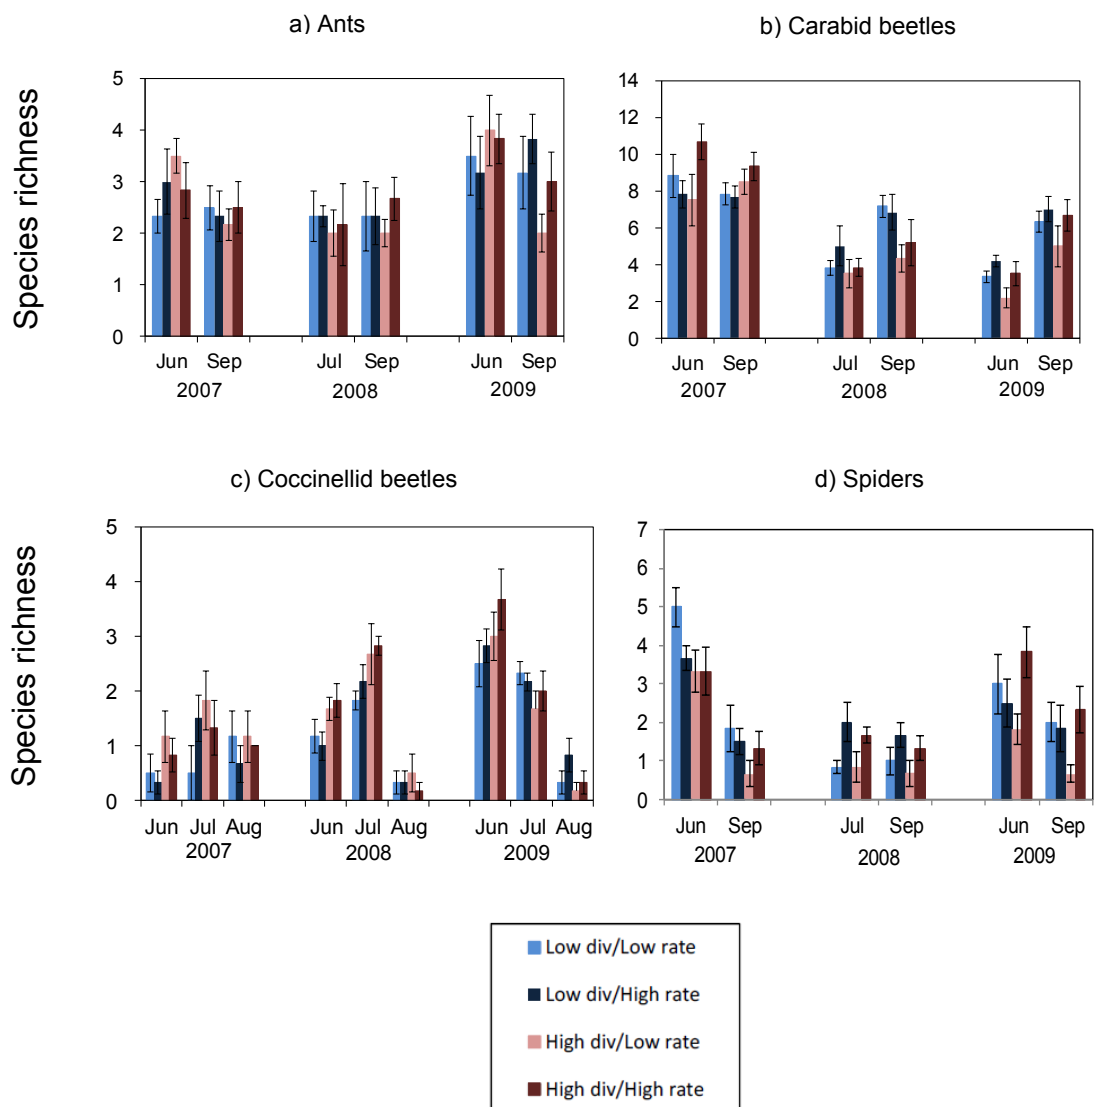 a) Ants
b) Carabid beetles
Species richness
5
4
3
2
1
0
Jun Sep Jul Sep Jun Sep
2007 2008 2009
14
12
10
8
6
4
2
0
Jun Sep Jul Sep Jun Sep
2007 2008 2009
c) Coccinellid beetles
d) Spiders
Species richness
5
4
3
2
1
0
Jun Jul Aug Jun Jul Aug Jun Jul Aug
2007 2008 2009
7
6
5
4
3
2
1
0
Jun Sep Jul Sep Jun Sep
2007 2008 2009
Low div/Low rate
Low div/High rate
High div/Low rate
High div/High rate